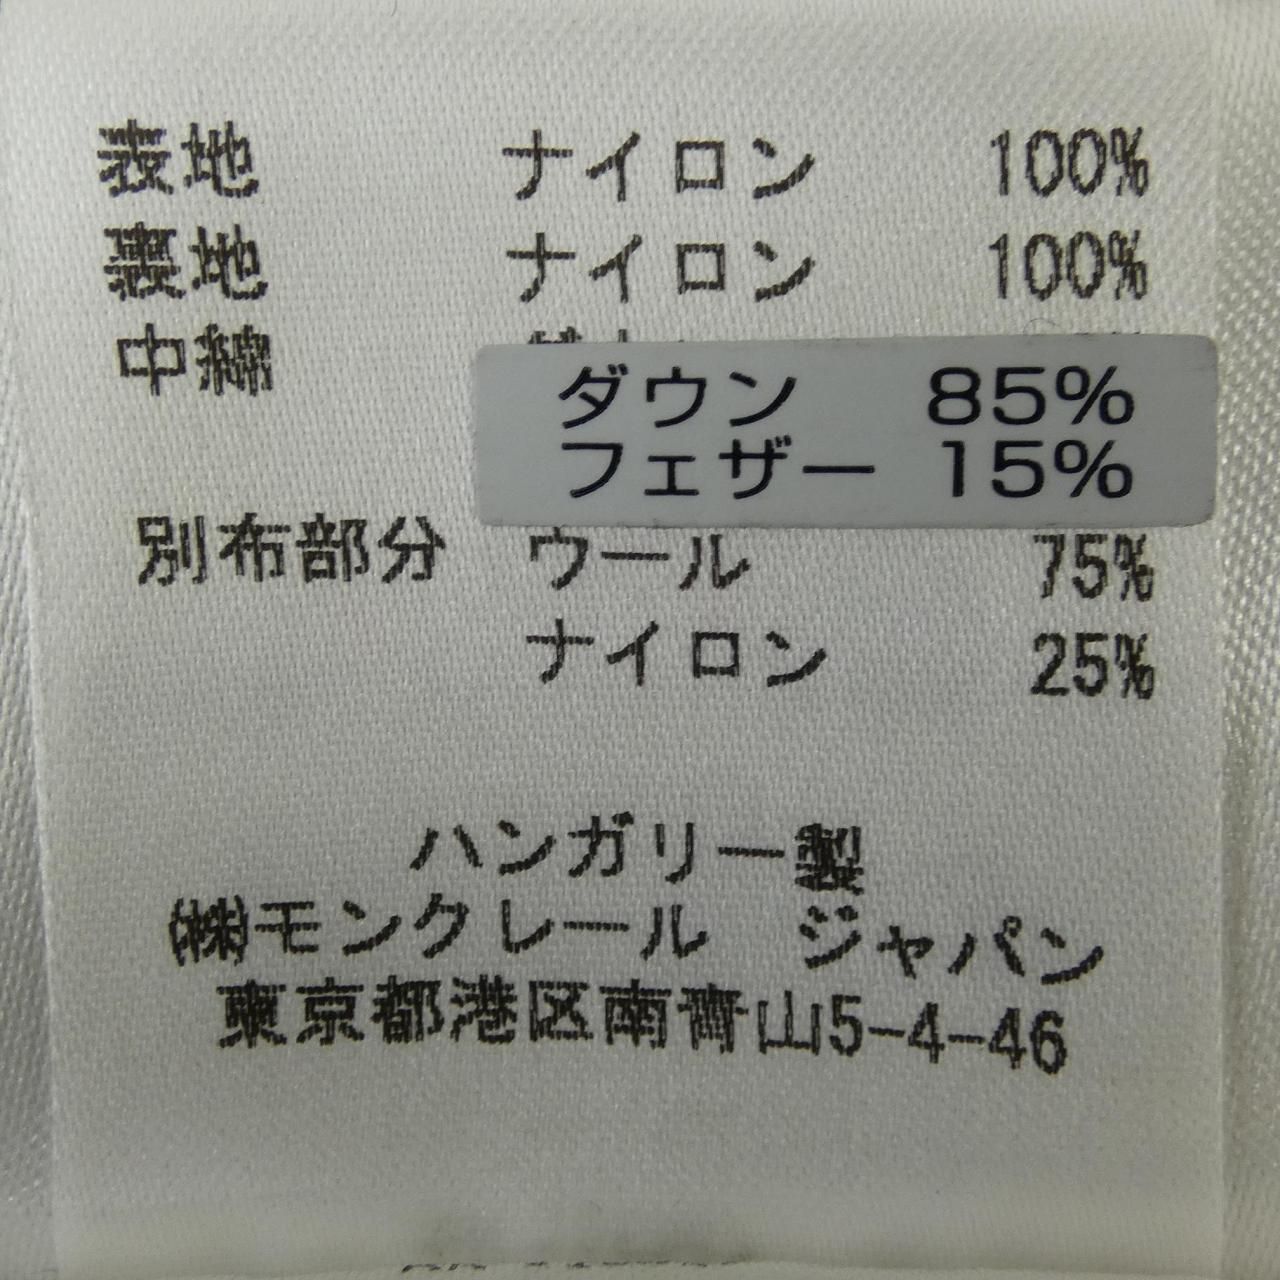 表地 ナイロン 100%
裏地 ナイロン 100%
中綿
ダウン 85%
フェザー 15%
別布部分 ウール 75%
ナイロン 25%
ハンガリー製
㈱モンクレール ジャパン
東京都港区南青山5-4-46